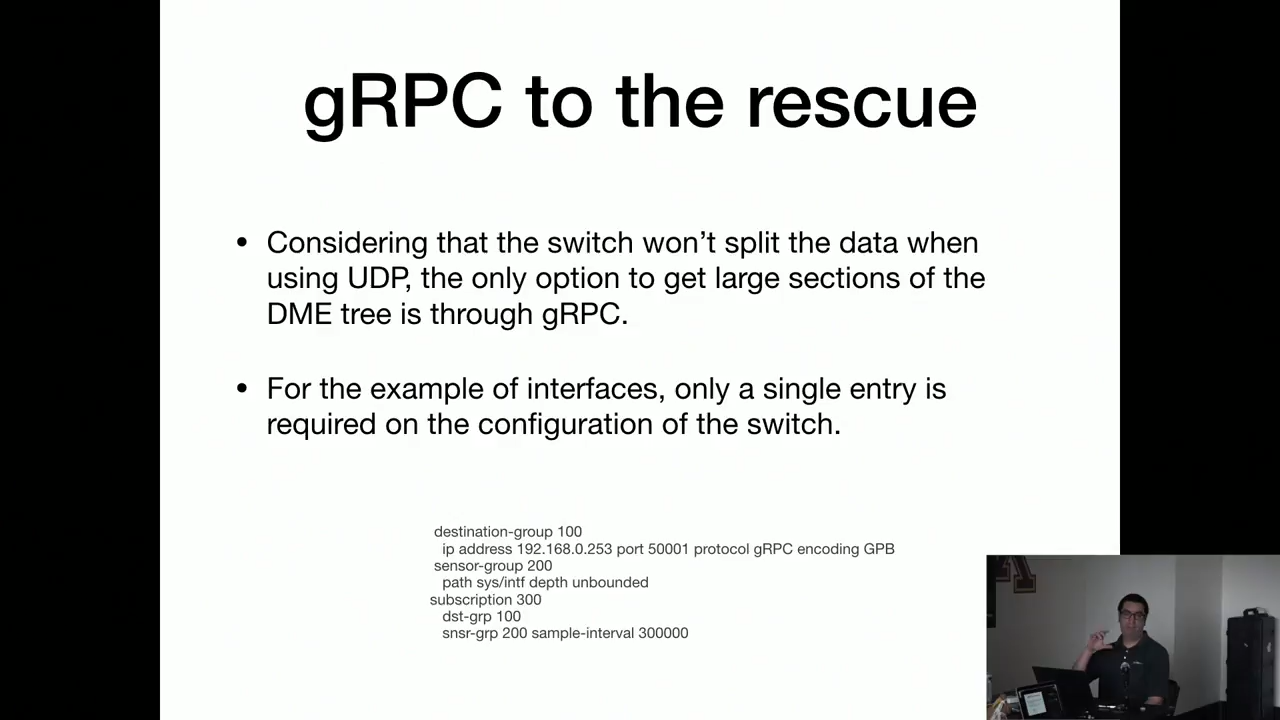 gRPC to the rescue
• Considering that the switch won’t split the data when
using UDP, the only option to get large sections of the
DME tree is through gRPC.
• For the example of interfaces, only a single entry is
required on the configuration of the switch.
destination-group 100
ip address 192.168.0.253 port 50001 protocol gRPC encoding GPB
sensor-group 200
path sys/intf depth unbounded
subscription 300
dst-grp 100
snsr-grp 200 sample-interval 300000